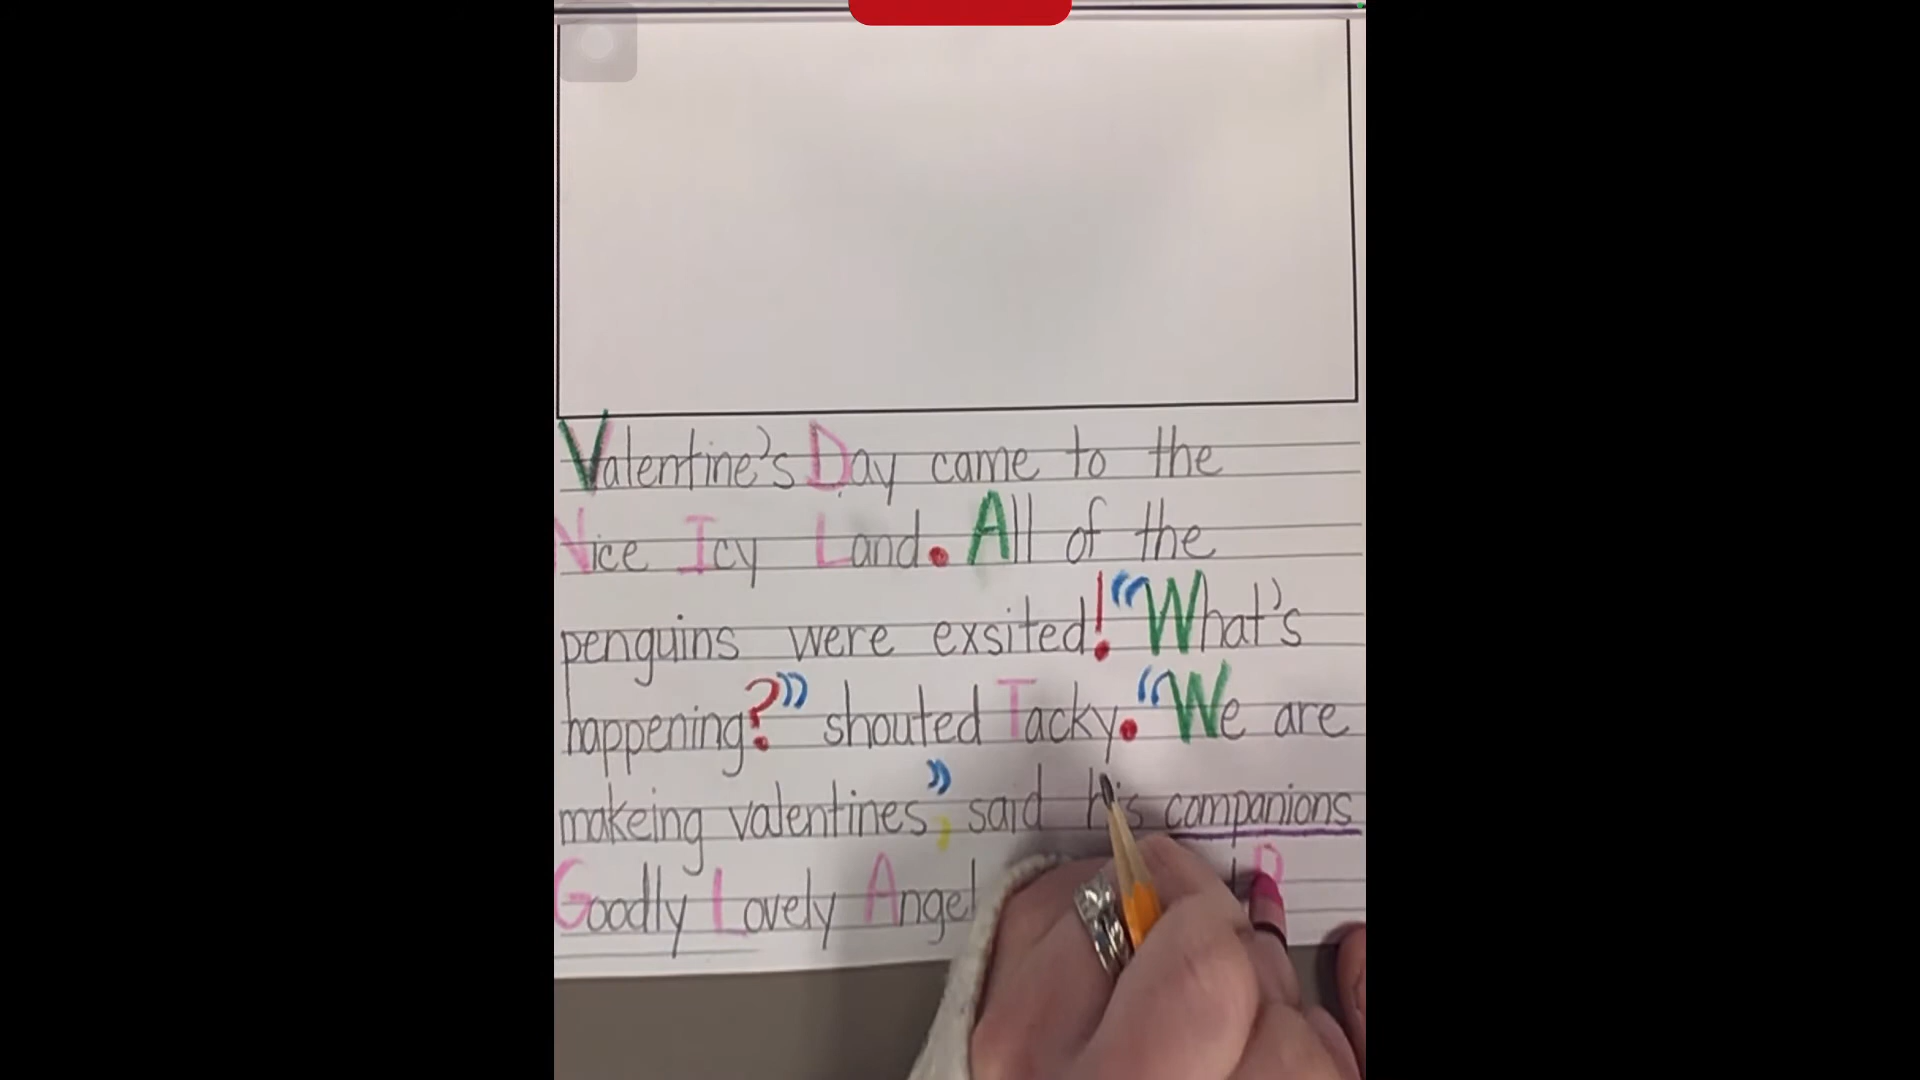 Valentine's Day came to the
Nice Icy Land. All of the
penguins were exsited! "What's
happening?" shouted Tacky. "We are
makeing valentines", said his companions
Goodly Lovely Angel